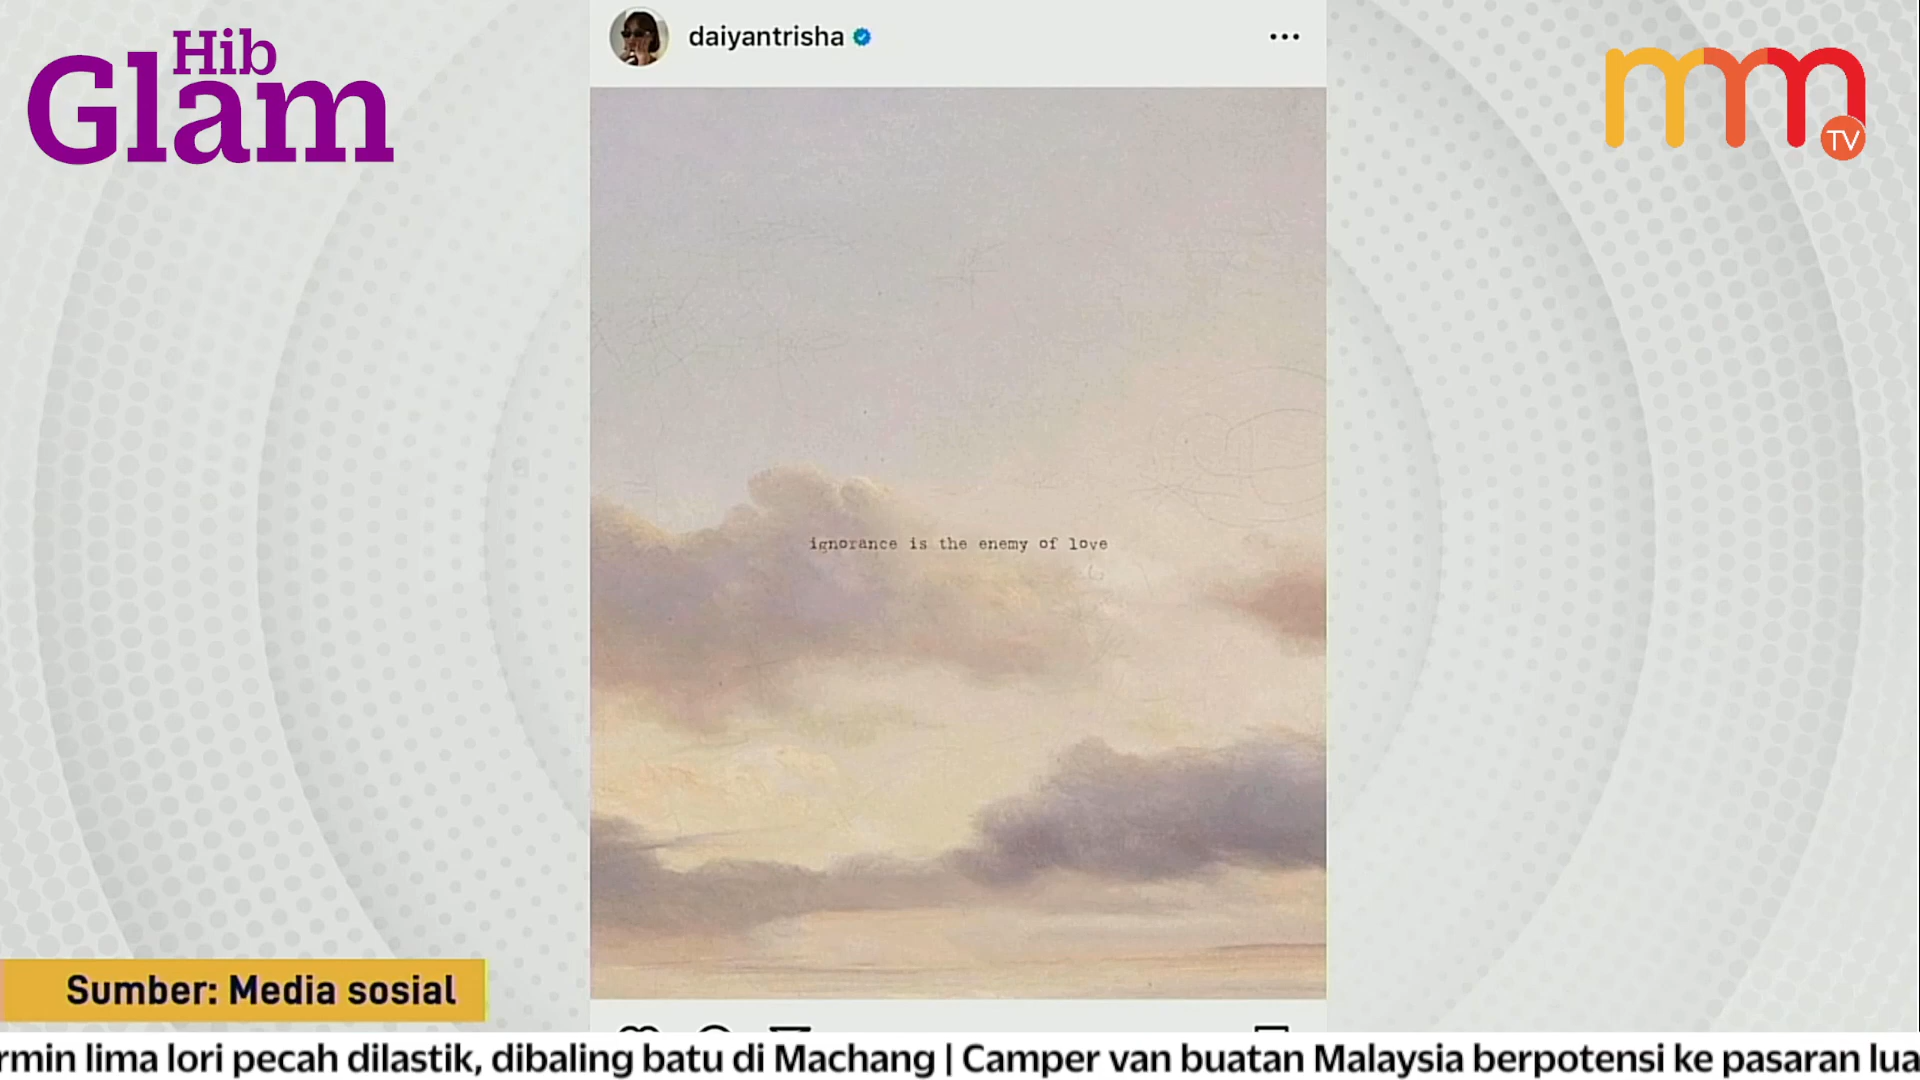 Hib
Glam
daiyantrisha
mm
TV
ignorance is the enemy of love
Sumber: Media sosial
rmin lima lori pecah dilastik, dibaling batu di Machang | Camper van buatan Malaysia berpotensi ke pasaran lua